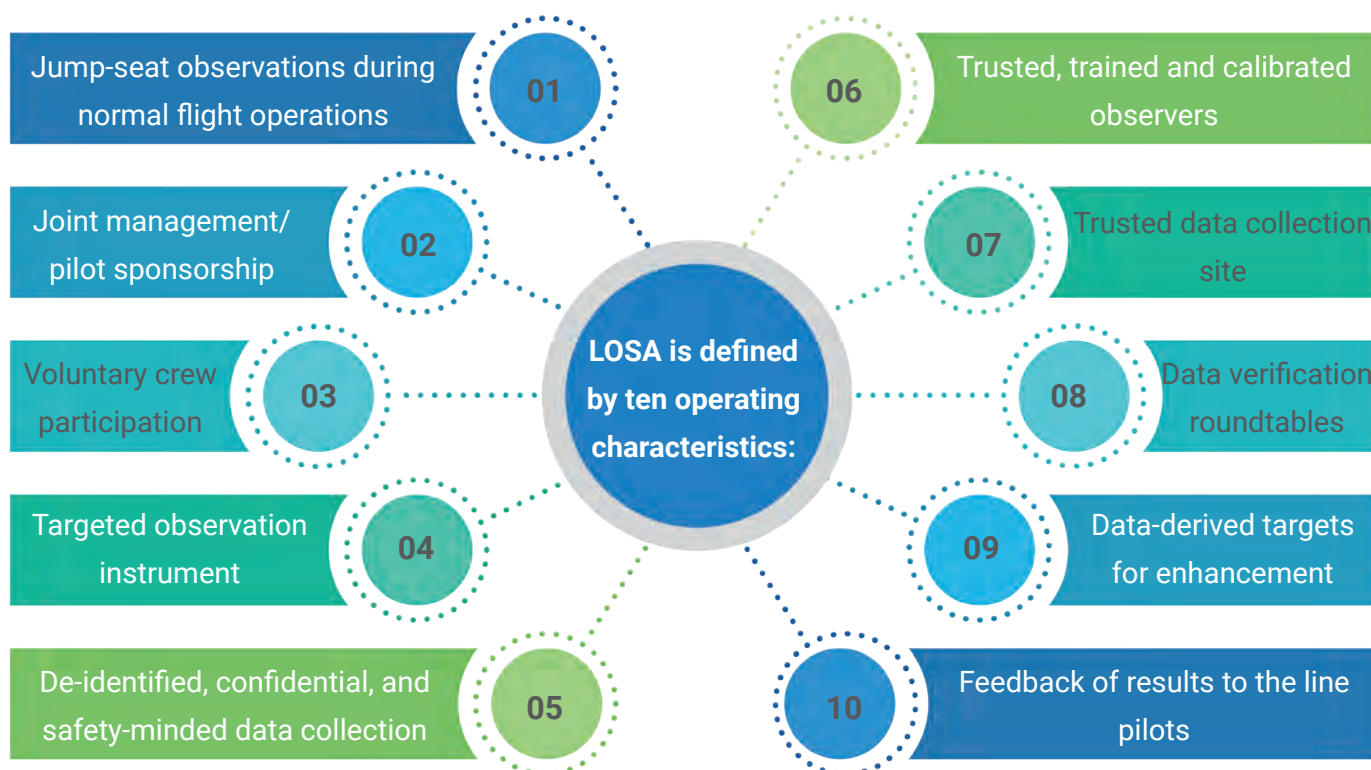 LOSA is defined
by ten operating
characteristics:
01
Jump-seat observations during
normal flight operations
02
Joint management/
pilot sponsorship
03
Voluntary crew
participation
04
Targeted observation
instrument
05
De-identified, confidential, and
safety-minded data collection
06
Trusted, trained and calibrated
observers
07
Trusted data collection
site
08
Data verification
roundtables
09
Data-derived targets
for enhancement
10
Feedback of results to the line
pilots